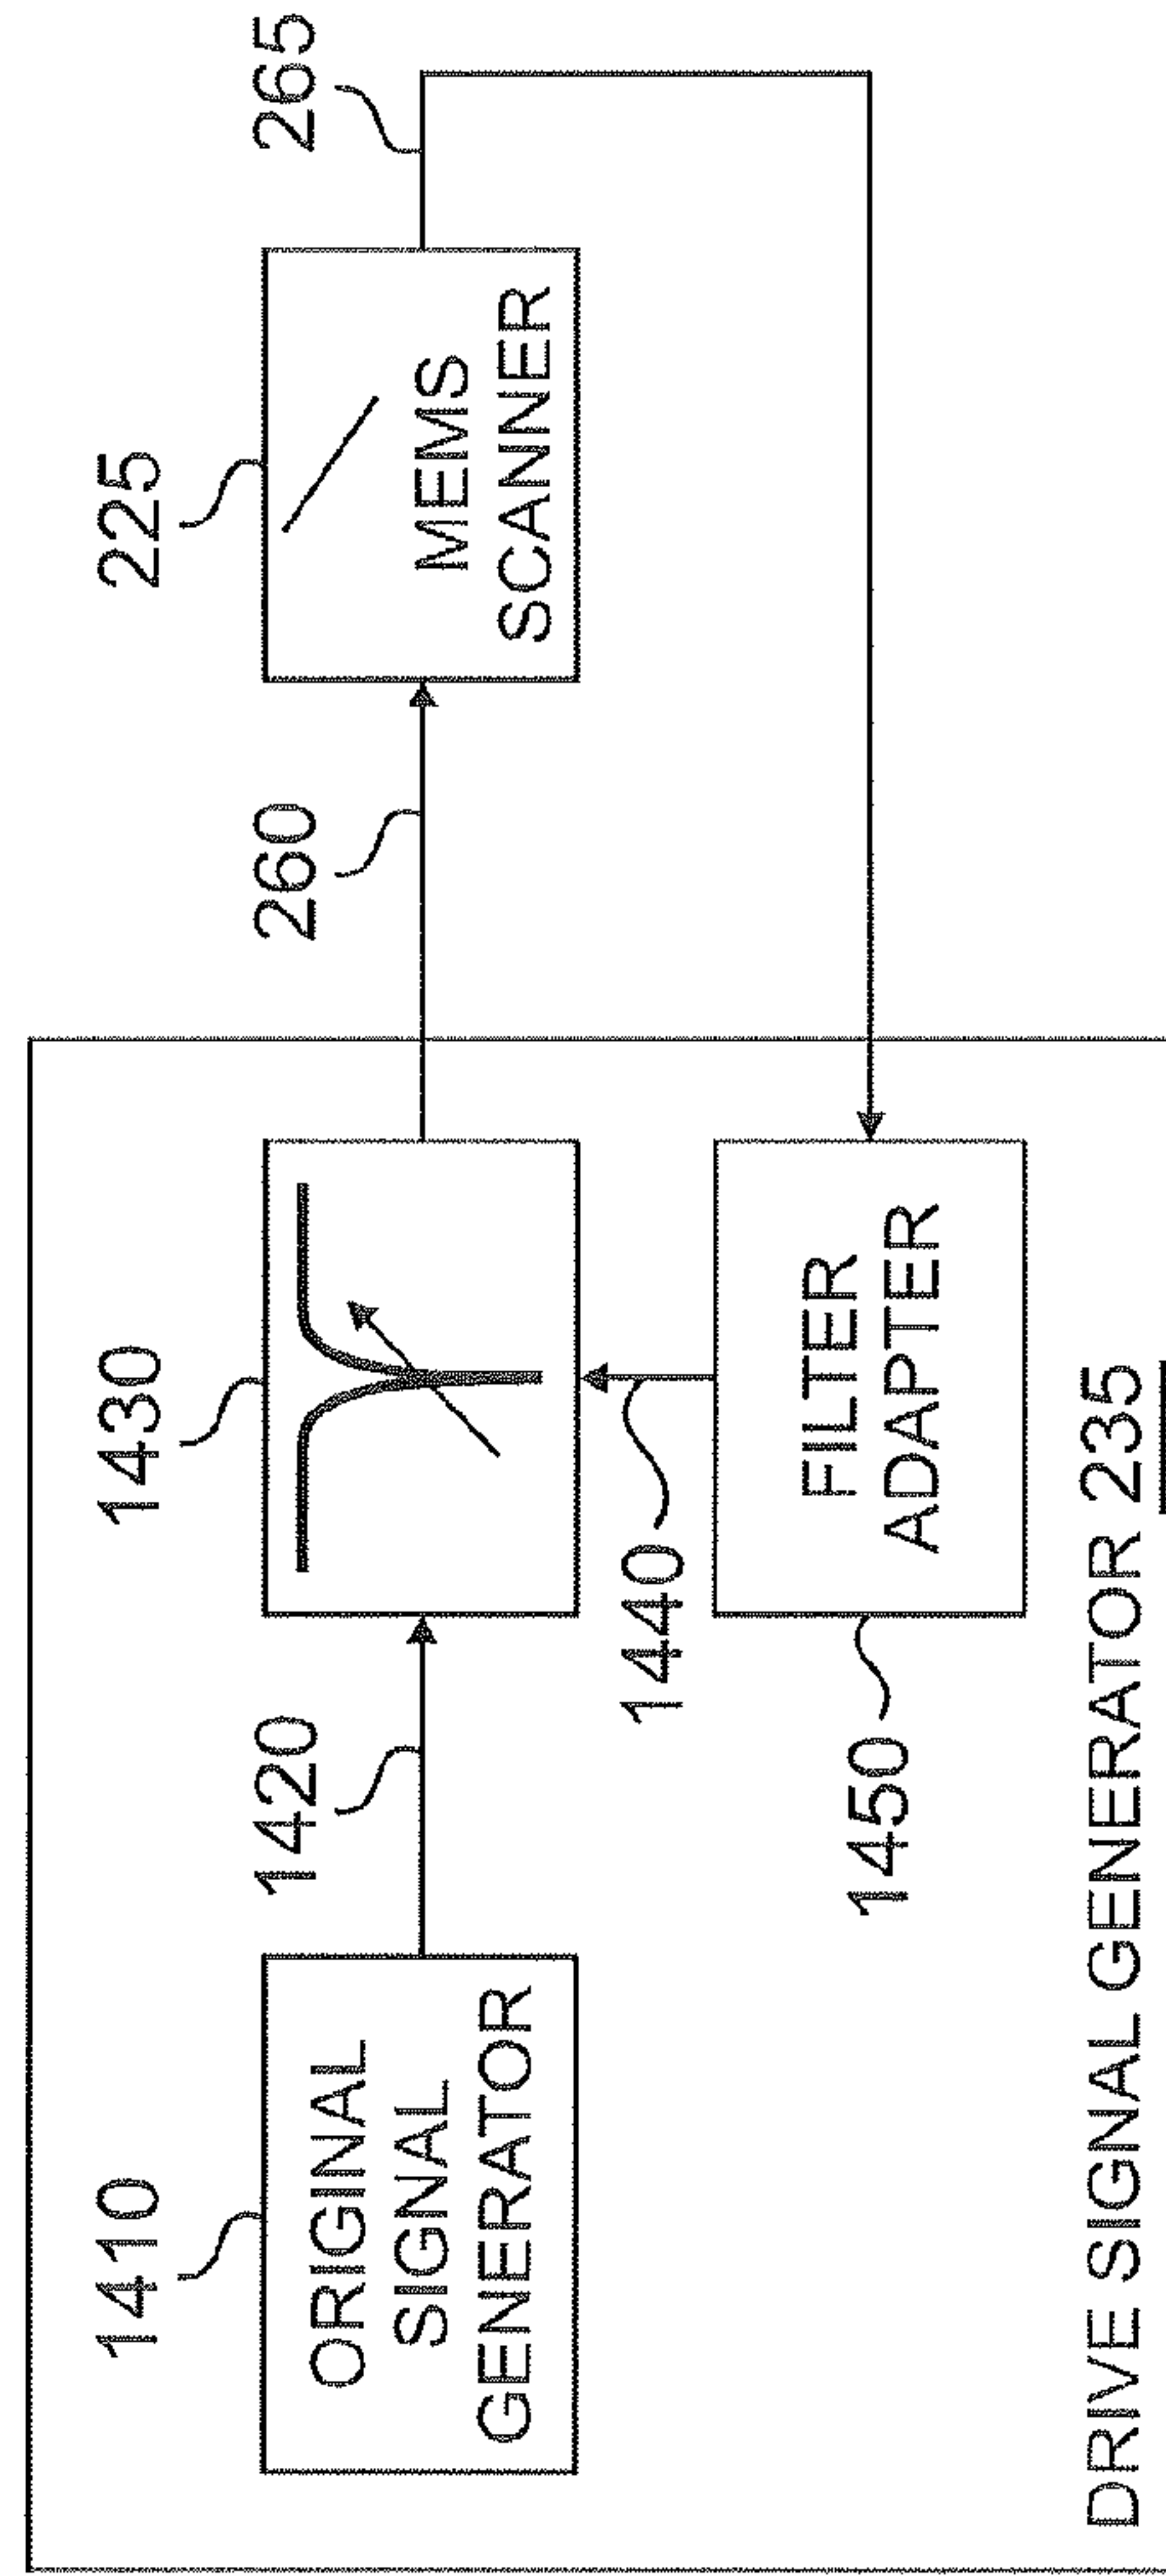 1410
ORIGINAL
SIGNAL
GENERATOR
1420
1430
1440
1450
FILTER
ADAPTER
260
225
MEMS
SCANNER
265
DRIVE SIGNAL GENERATOR 235